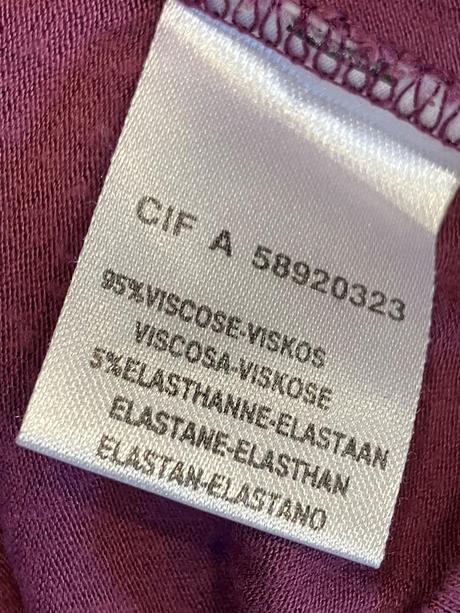 CIF A 58920323
95%VISCOSE-VISKOS
VISCOSA-VISKOSE
5%ELASTHANNE-ELASTAAN
ELASTANE-ELASTHAN
ELASTAN-ELASTANO